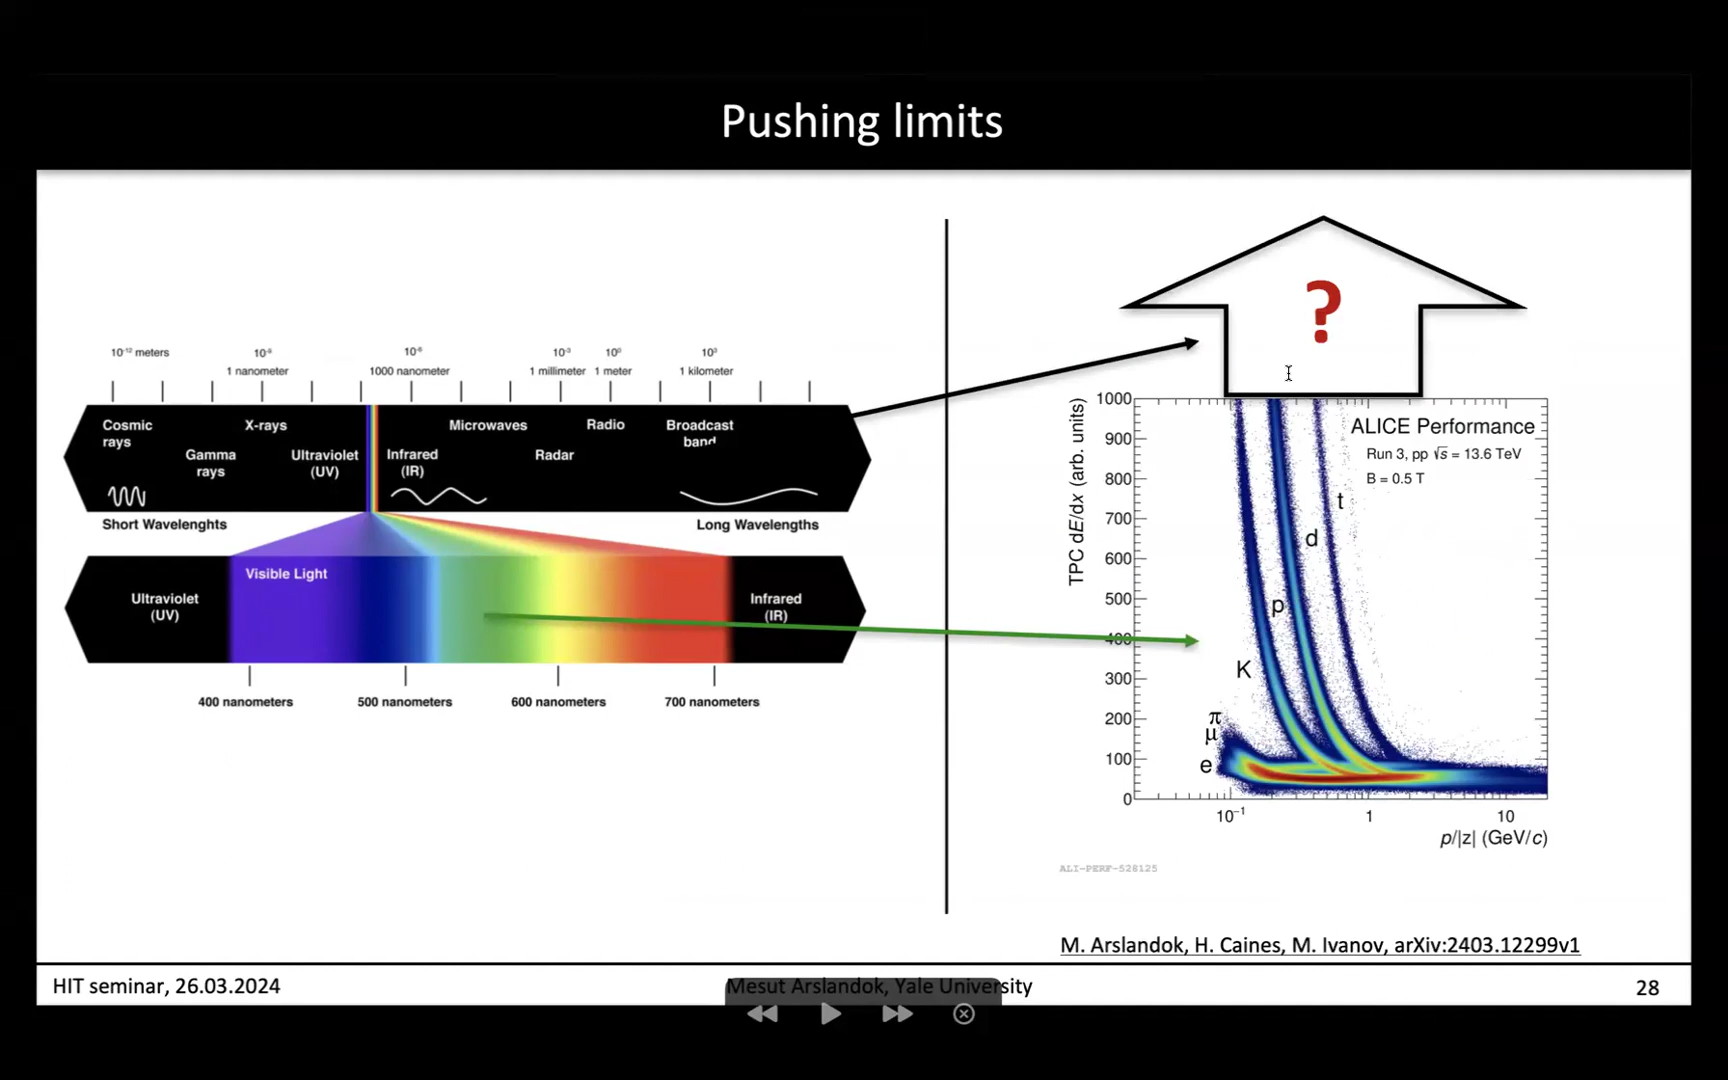 Pushing limits
10⁻¹² meters
10⁻⁹
1 nanometer
10⁻⁶
1000 nanometer
10⁻³
1 millimeter
10⁰
1 meter
10³
1 kilometer
Cosmic
rays
Gamma
rays
X-rays
Ultraviolet
(UV)
Infrared
(IR)
Microwaves
Radar
Radio
Broadcast
band
Short Wavelenghts
Long Wavelengths
Ultraviolet
(UV)
Visible Light
Infrared
(IR)
400 nanometers
500 nanometers
600 nanometers
700 nanometers
?
TPC dE/dx (arb. units)
1000
900
800
700
600
500
400
300
200
100
0
ALICE Performance
Run 3, pp √s = 13.6 TeV
B = 0.5 T
t
d
p
K
π
μ
e
10⁻¹
1
10
p/|z| (GeV/c)
ALI-PERF-528125
M. Arslandok, H. Caines, M. Ivanov, arXiv:2403.12299v1
HIT seminar, 26.03.2024
Mesut Arslandok, Yale University
28